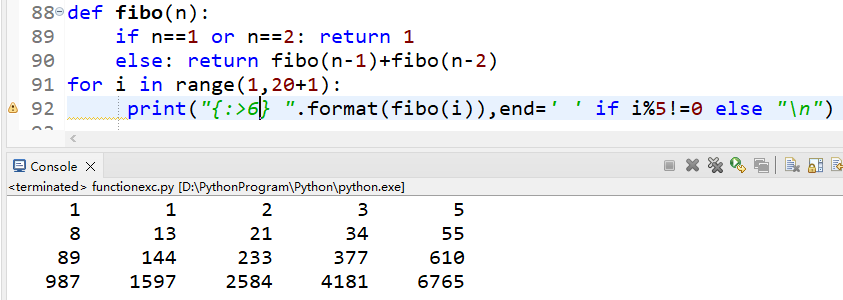 88 def fibo(n):
89     if n==1 or n==2: return 1
90     else: return fibo(n-1)+fibo(n-2)
91 for i in range(1,20+1):
92      print("{:>6} ".format(fibo(i)),end=' ' if i%5!=0 else "\n")
Console
<terminated> functionexc.py [D:\PythonProgram\Python\python.exe]
1 1 2 3 5
8 13 21 34 55
89 144 233 377 610
987 1597 2584 4181 6765